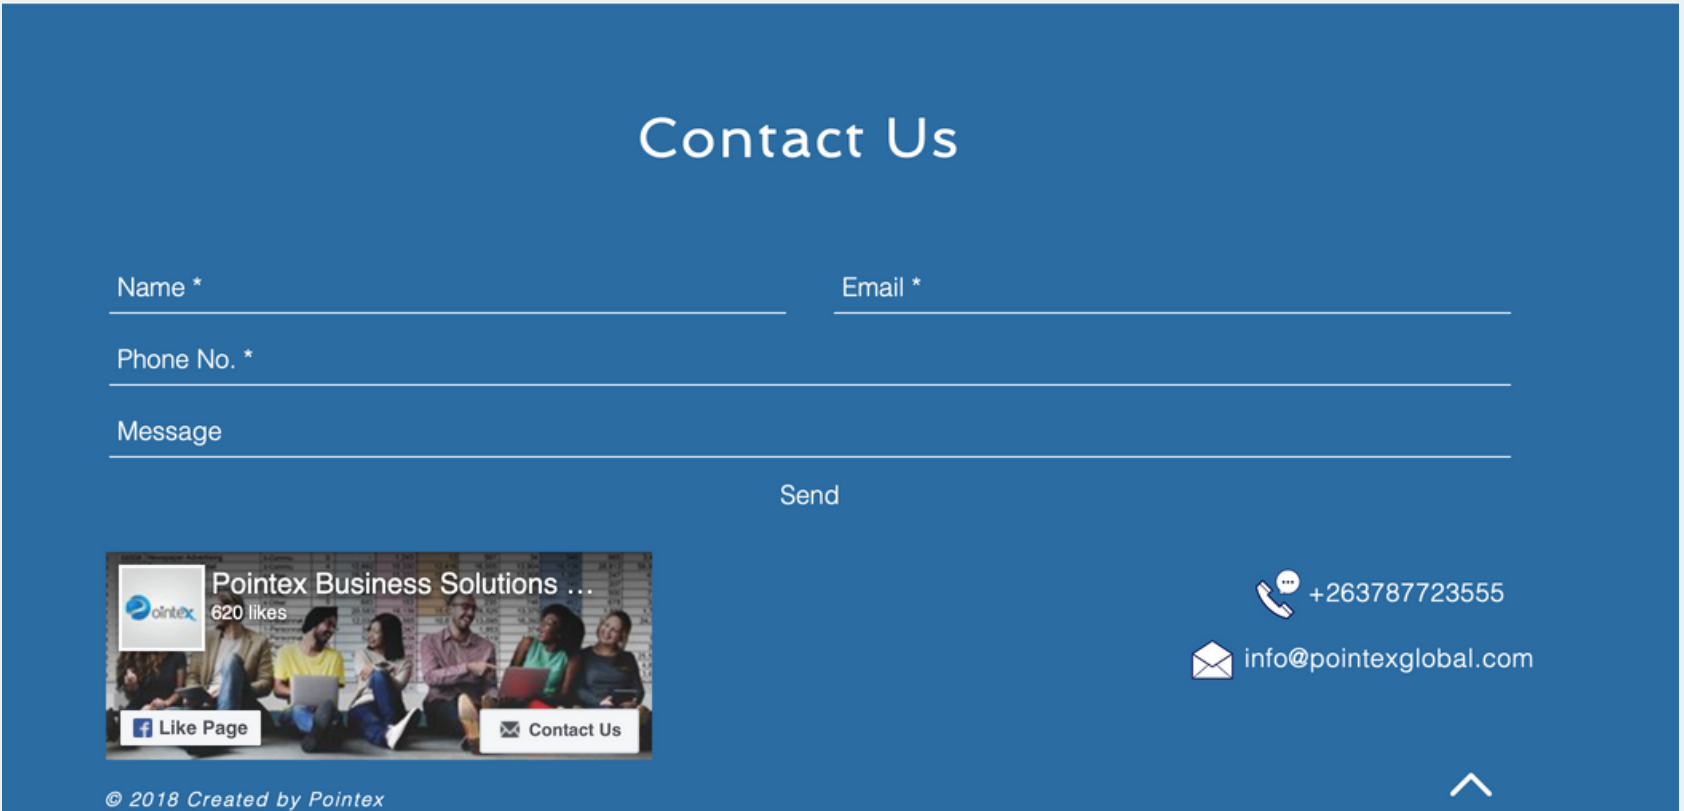 Contact Us
Name *
Email *
Phone No. *
Message
Send
Pointex Business Solutions ...
620 likes
Pointex
Like Page
Contact Us
+263787723555
info@pointexglobal.com
© 2018 Created by Pointex